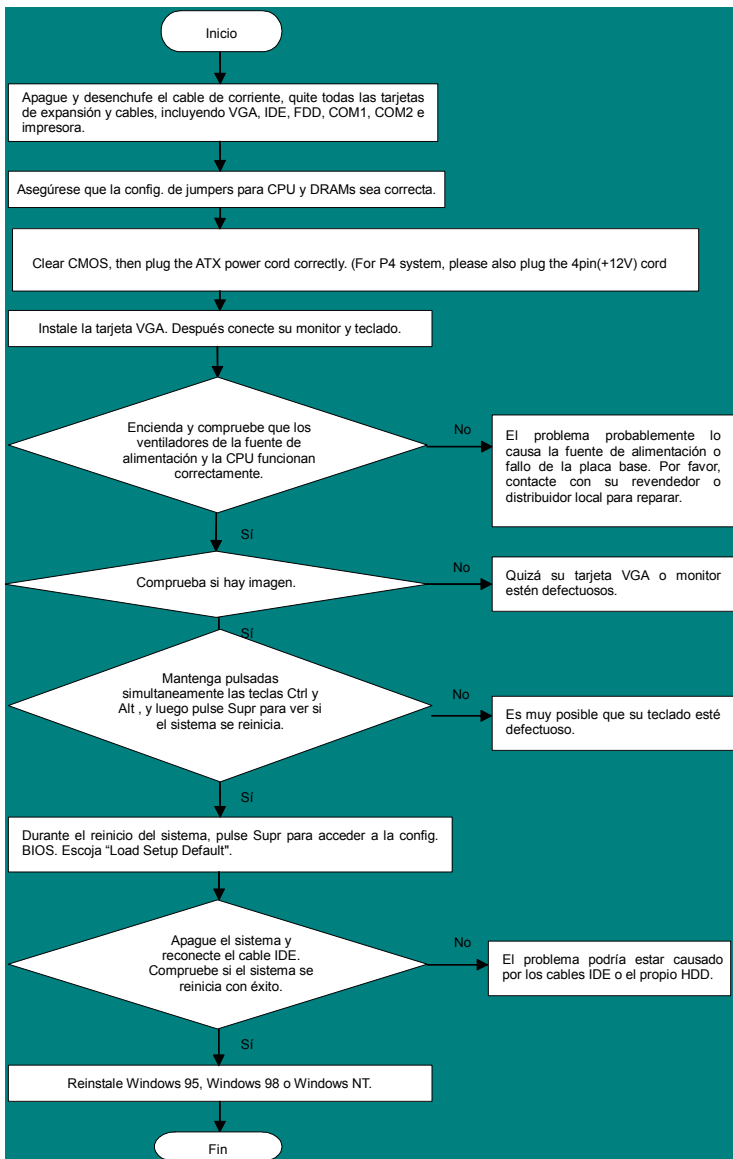 Inicio
Apague y desenchufe el cable de corriente, quite todas las tarjetas
de expansión y cables, incluyendo VGA, IDE, FDD, COM1, COM2 e
impresora.
Asegúrese que la config. de jumpers para CPU y DRAMs sea correcta.
Clear CMOS, then plug the ATX power cord correctly. (For P4 system, please also plug the 4pin(+12V) cord
Instale la tarjeta VGA. Después conecte su monitor y teclado.
Encienda y compruebe que los
ventiladores de la fuente de
alimentación y la CPU funcionan
correctamente.
No
El problema probablemente lo
causa la fuente de alimentación o
fallo de la placa base. Por favor,
contacte con su revendedor o
distribuidor local para reparar.
Sí
Comprueba si hay imagen.
No
Quizá su tarjeta VGA o monitor
estén defectuosos.
Sí
Mantenga pulsadas
simultaneamente las teclas Ctrl y
Alt , y luego pulse Supr para ver si
el sistema se reinicia.
No
Es muy posible que su teclado esté
defectuoso.
Sí
Durante el reinicio del sistema, pulse Supr para acceder a la config.
BIOS. Escoja “Load Setup Default".
Apague el sistema y
reconecte el cable IDE.
Compruebe si el sistema se
reinicia con éxito.
No
El problema podría estar causado
por los cables IDE o el propio HDD.
Sí
Reinstale Windows 95, Windows 98 o Windows NT.
Fin